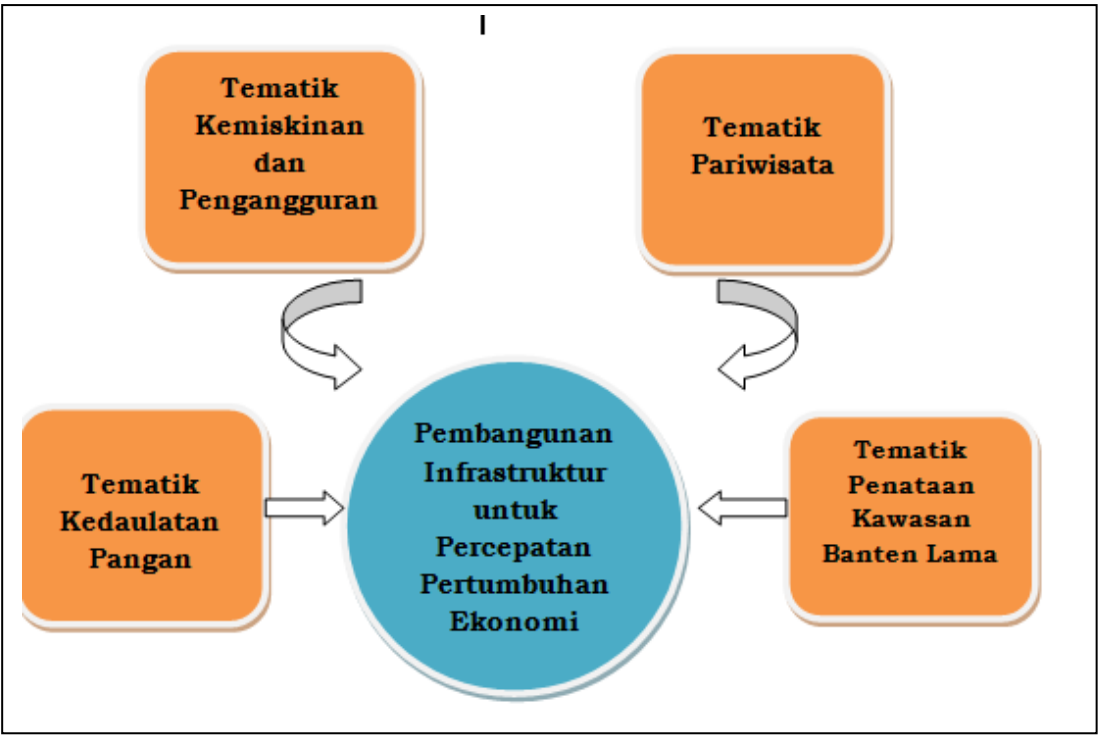 I
Tematik
Kemiskinan
dan
Pengangguran
Tematik
Pariwisata
Tematik
Kedaulatan
Pangan
Pembangunan
Infrastruktur
untuk
Percepatan
Pertumbuhan
Ekonomi
Tematik
Penataan
Kawasan
Banten Lama